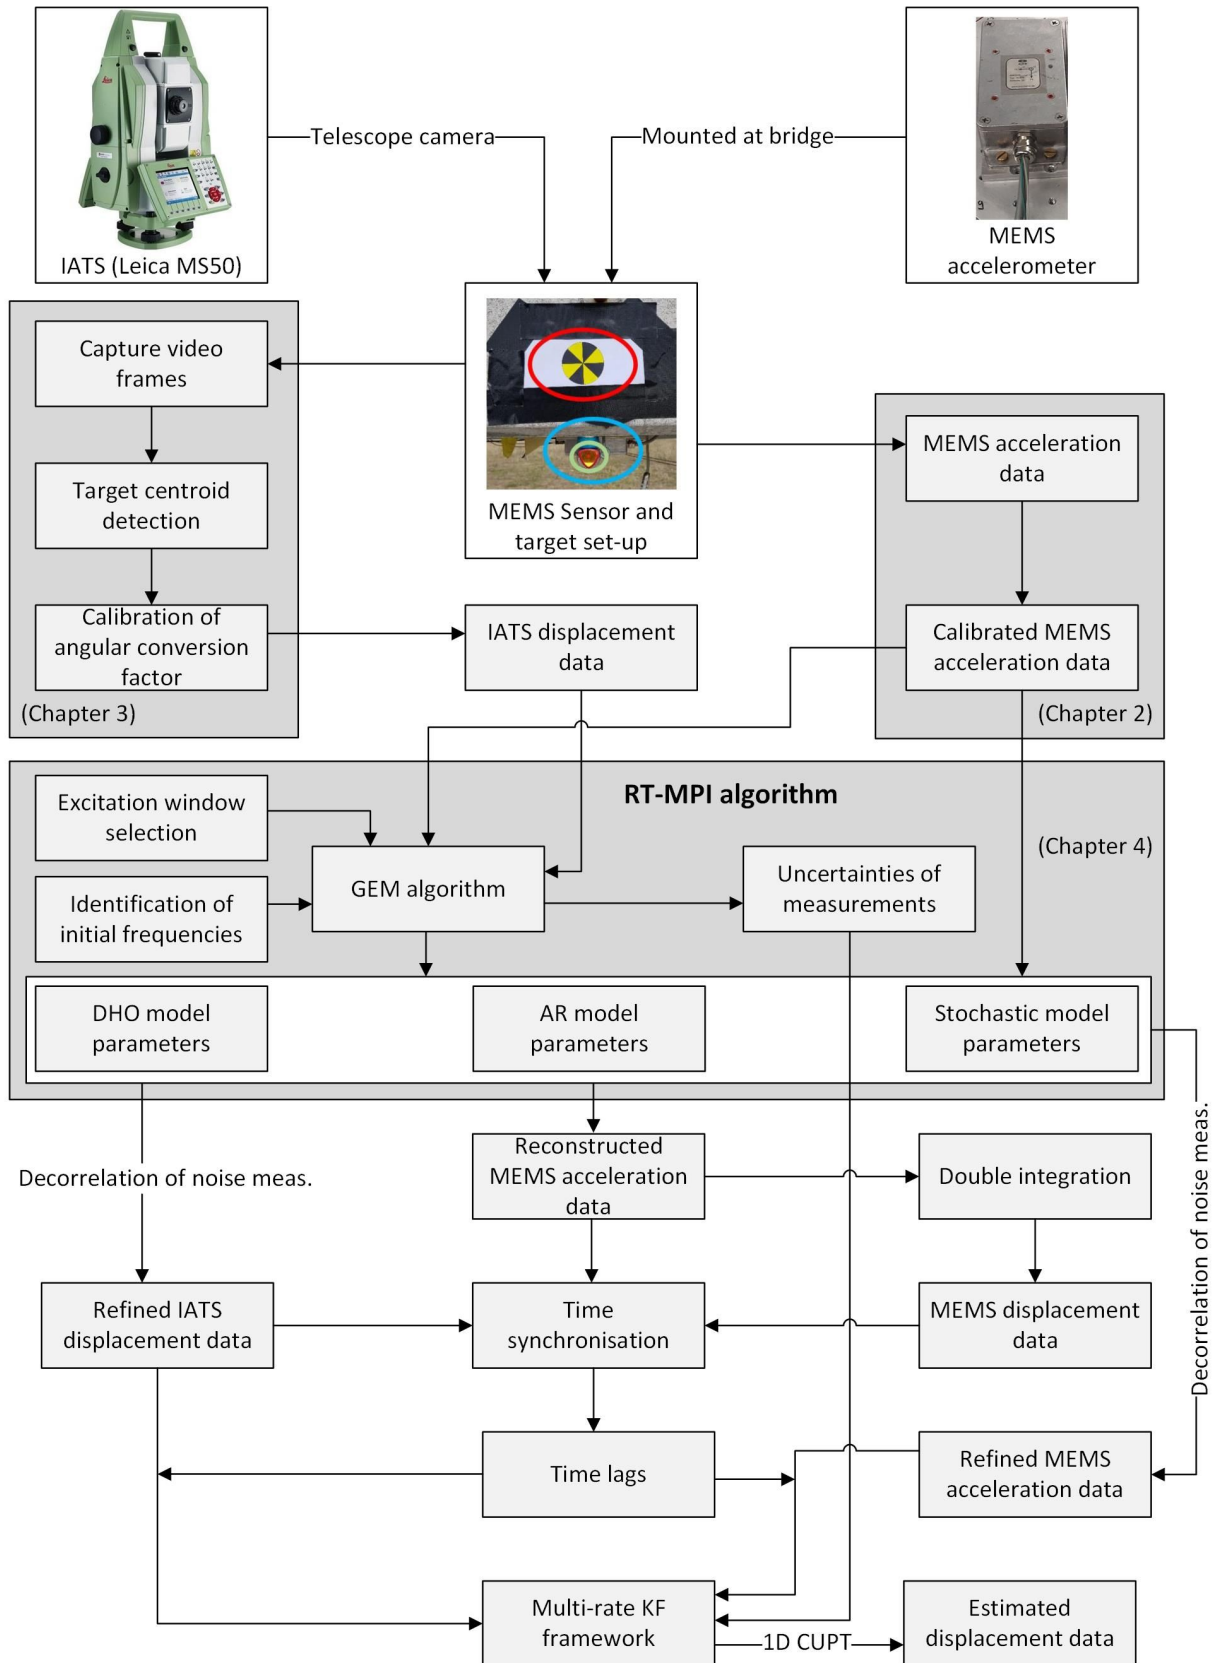 IATS (Leica MS50)
Telescope camera
Mounted at bridge
MEMS
accelerometer
MEMS Sensor and
target set-up
Capture video
frames
Target centroid
detection
Calibration of
angular conversion
factor
(Chapter 3)
IATS displacement
data
MEMS acceleration
data
Calibrated MEMS
acceleration data
(Chapter 2)
RT-MPI algorithm
(Chapter 4)
Excitation window
selection
Identification of
initial frequencies
GEM algorithm
Uncertainties of
measurements
DHO model
parameters
AR model
parameters
Stochastic model
parameters
Decorrelation of noise meas.
Decorrelation of noise meas.
Reconstructed
MEMS acceleration
data
Double integration
Refined IATS
displacement data
Time
synchronisation
MEMS displacement
data
Time lags
Refined MEMS
acceleration data
Multi-rate KF
framework
1D CUPT
Estimated
displacement data